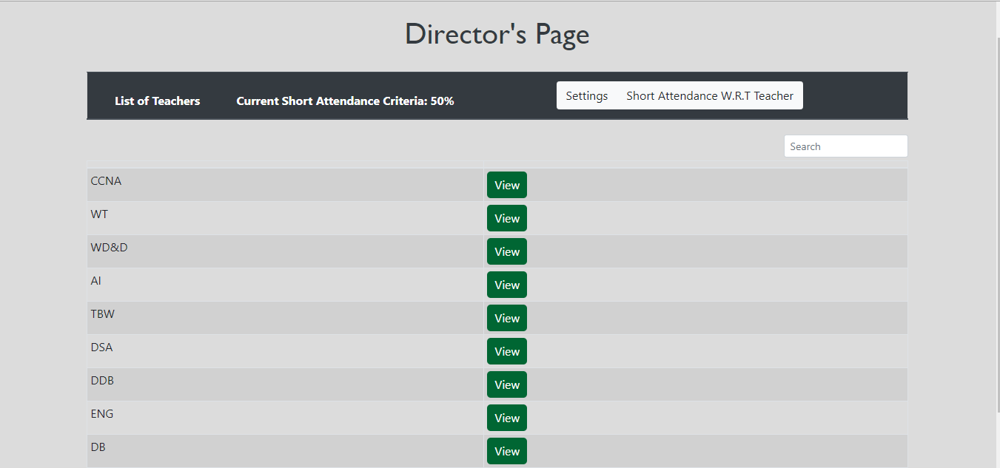 Director's Page
List of Teachers
Current Short Attendance Criteria: 50%
Settings
Short Attendance W.R.T Teacher
Search
CCNA View
WT View
WD&D View
AI View
TBW View
DSA View
DDB View
ENG View
DB View